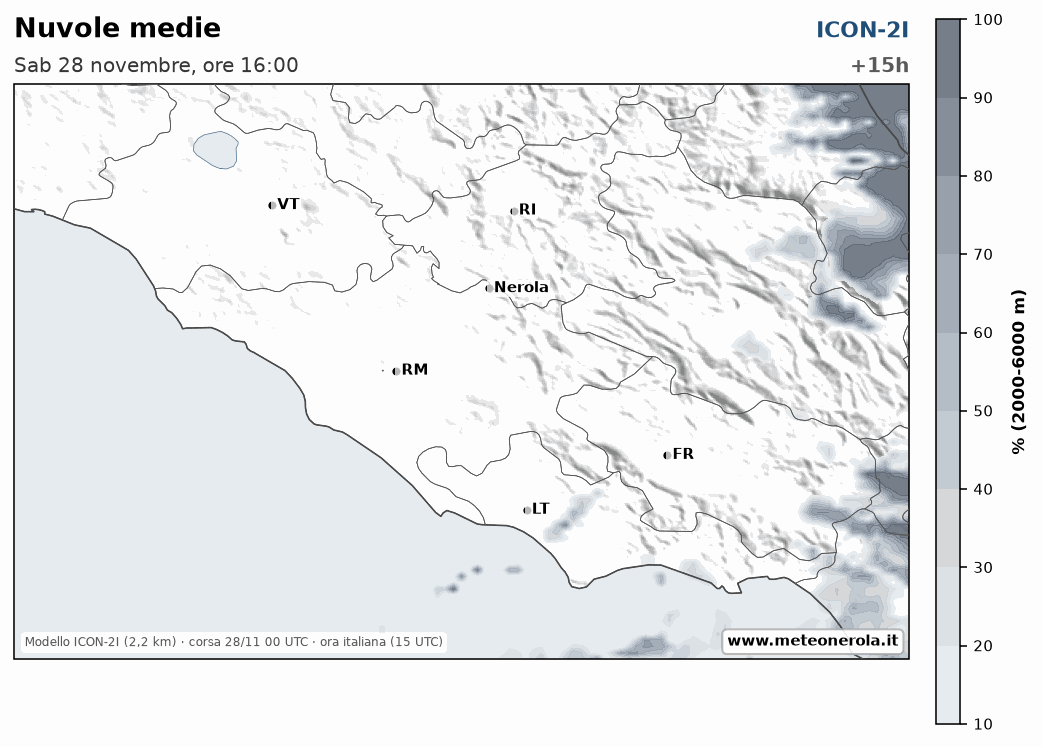 Nuvole medie
ICON-2I
Sab 28 novembre, ore 16:00
+15h
VT
RI
Nerola
RM
FR
LT
Modello ICON-2I (2,2 km) · corsa 28/11 00 UTC · ora italiana (15 UTC)
www.meteonerola.it
100
90
80
70
60
50
40
30
20
10
% (2000-6000 m)